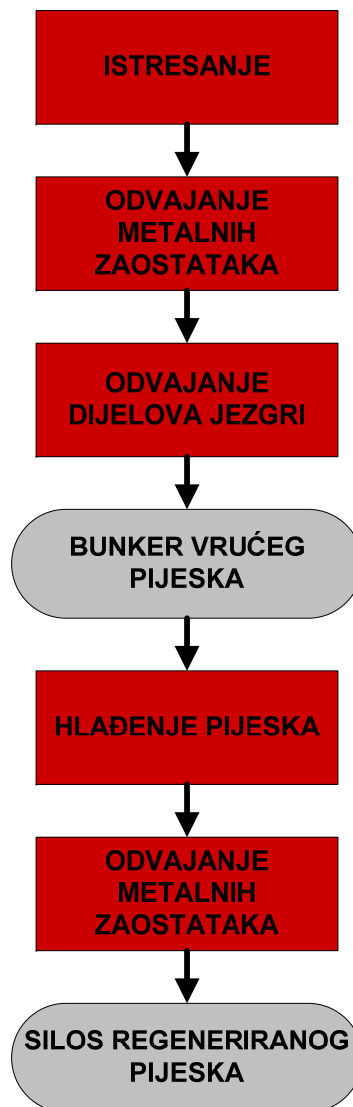 ISTRESANJE
ODVAJANJE
METALNIH
ZAOSTATAKA
ODVAJANJE
DIJELOVA JEZGRI
BUNKER VRUĆEG
PIJESKA
HLAĐENJE PIJESKA
ODVAJANJE
METALNIH
ZAOSTATAKA
SILOS REGENERIRANOG
PIJESKA